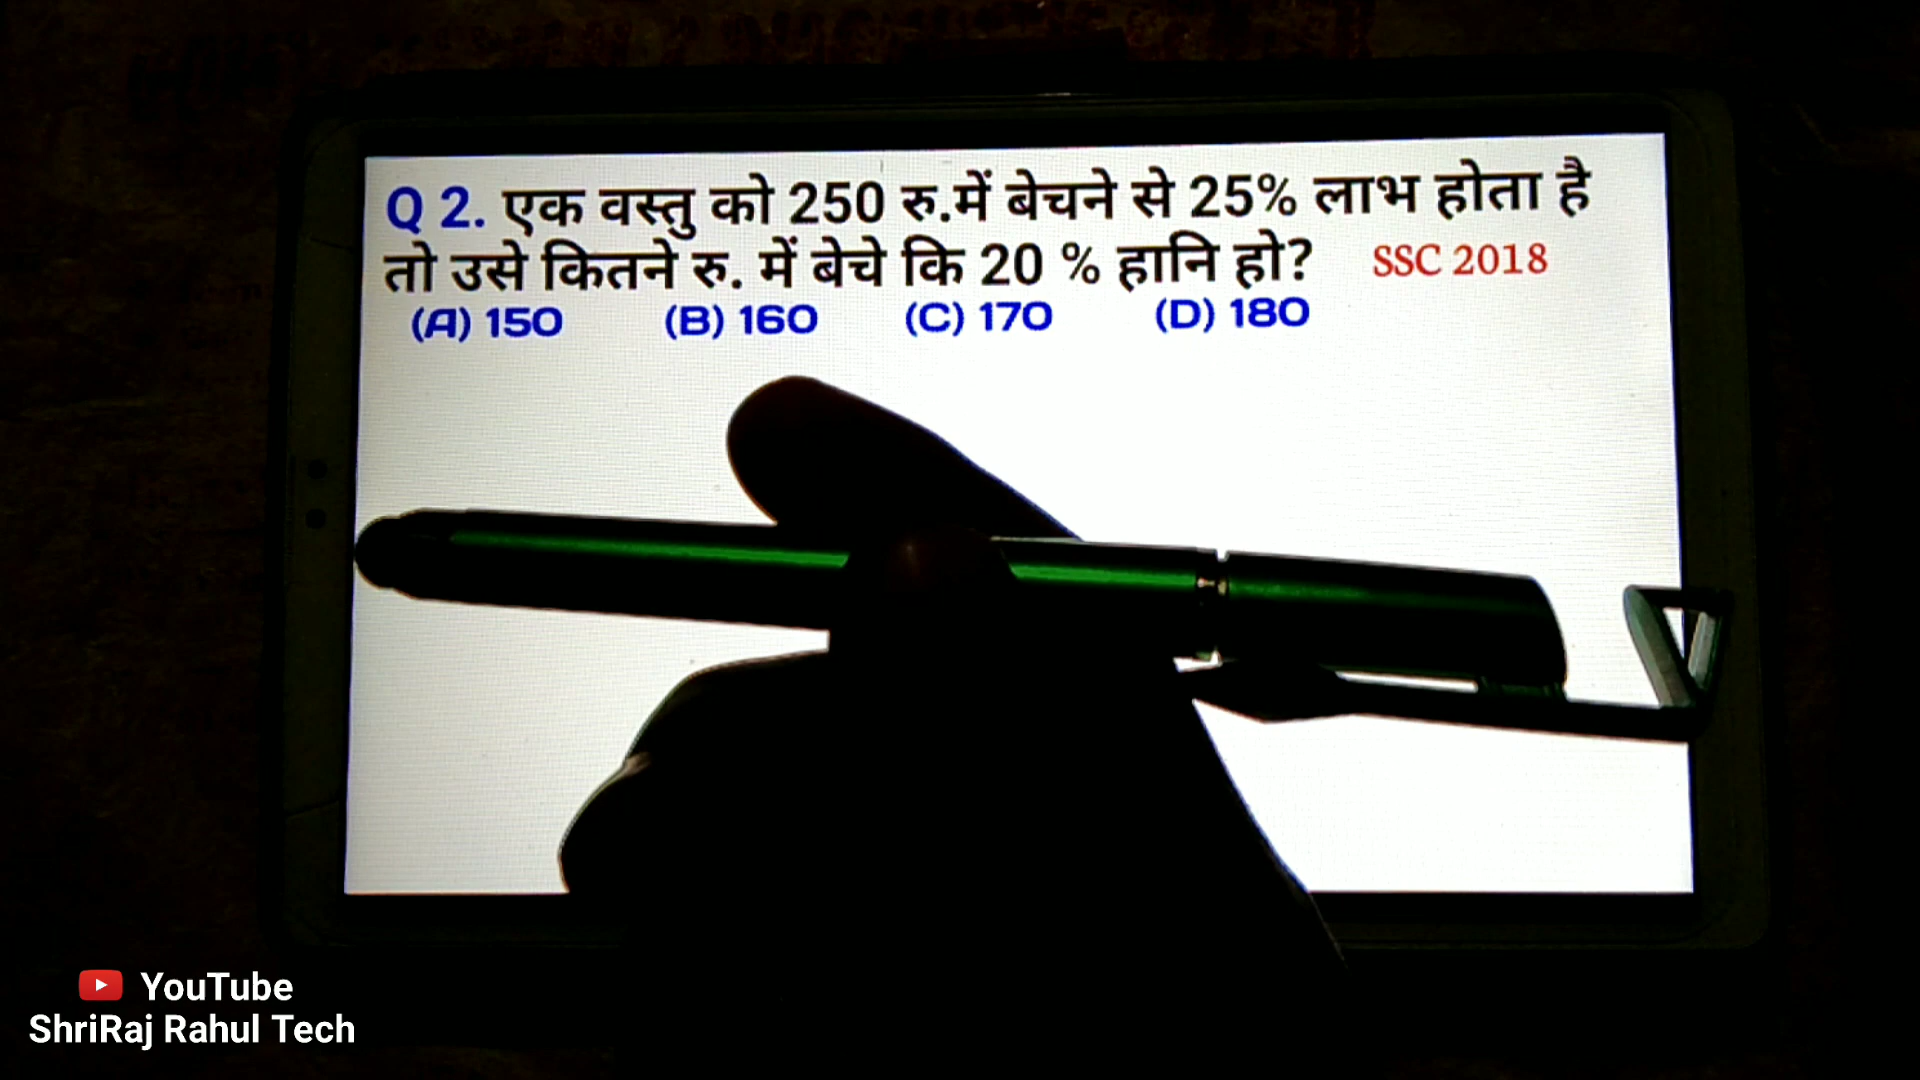 Q 2. एक वस्तु को 250 रु.में बेचने से 25% लाभ होता है
तो उसे कितने रु. में बेचे कि 20 % हानि हो? SSC 2018
(A) 150 (B) 160 (C) 170 (D) 180
YouTube
ShriRaj Rahul Tech